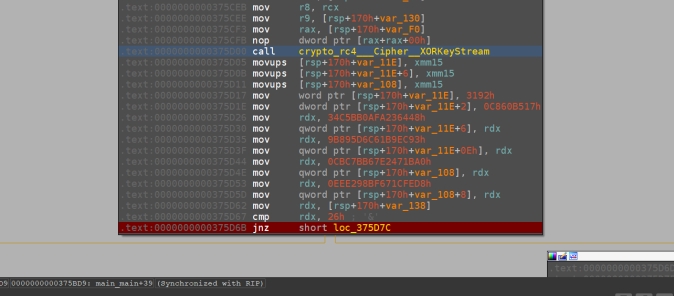 .text:0000000000375CEB mov r8, rcx
.text:0000000000375CEE mov r9, [rsp+170h+var_130]
.text:0000000000375CF3 mov rax, [rsp+170h+var_F0]
.text:0000000000375CFB nop dword ptr [rax+rax+00h]
.text:0000000000375D00 call crypto_rc4___Cipher__XORKeyStream
.text:0000000000375D05 movups [rsp+170h+var_11E], xmm15
.text:0000000000375D0B movups [rsp+170h+var_11E+6], xmm15
.text:0000000000375D11 movups [rsp+170h+var_108], xmm15
.text:0000000000375D17 mov word ptr [rsp+170h+var_11E], 3192h
.text:0000000000375D1E mov dword ptr [rsp+170h+var_11E+2], 0C860B517h
.text:0000000000375D26 mov rdx, 34C5BB0AFA236448h
.text:0000000000375D30 mov qword ptr [rsp+170h+var_11E+6], rdx
.text:0000000000375D35 mov rdx, 9B895D6C61B9EC93h
.text:0000000000375D3F mov qword ptr [rsp+170h+var_11E+0Eh], rdx
.text:0000000000375D44 mov rdx, 0CBC7BB67E2471BA0h
.text:0000000000375D4E mov qword ptr [rsp+170h+var_108], rdx
.text:0000000000375D53 mov rdx, 0EEE298BF671CFED8h
.text:0000000000375D5D mov qword ptr [rsp+170h+var_108+8], rdx
.text:0000000000375D62 mov rdx, [rsp+170h+var_138]
.text:0000000000375D67 cmp rdx, 26h ; '&'
.text:0000000000375D6B jnz short loc_375D7C
.text:0000000000375D6D
D9 0000000000375BD9: main_main+39 (Synchronized with RIP)